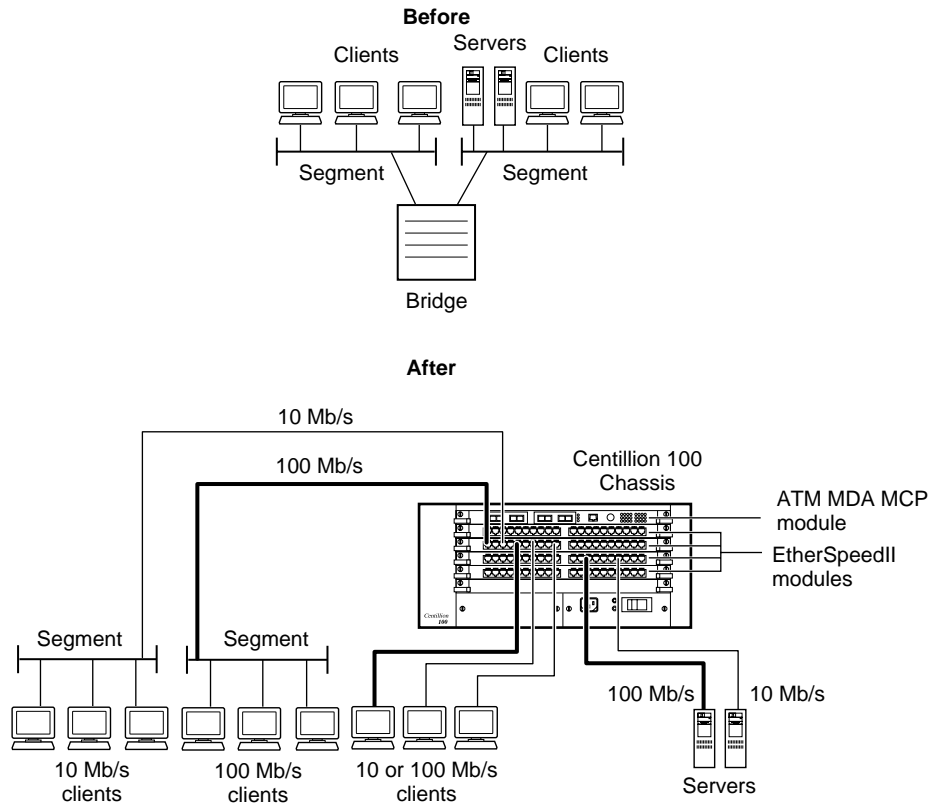 Before
Clients
Servers
Clients
Segment
Segment
Bridge
After
10 Mb/s
100 Mb/s
Centillion 100
Chassis
ATM MDA MCP
module
EtherSpeedII
modules
Centillion
100
Segment
Segment
100 Mb/s
10 Mb/s
10 Mb/s
clients
100 Mb/s
clients
10 or 100 Mb/s
clients
Servers